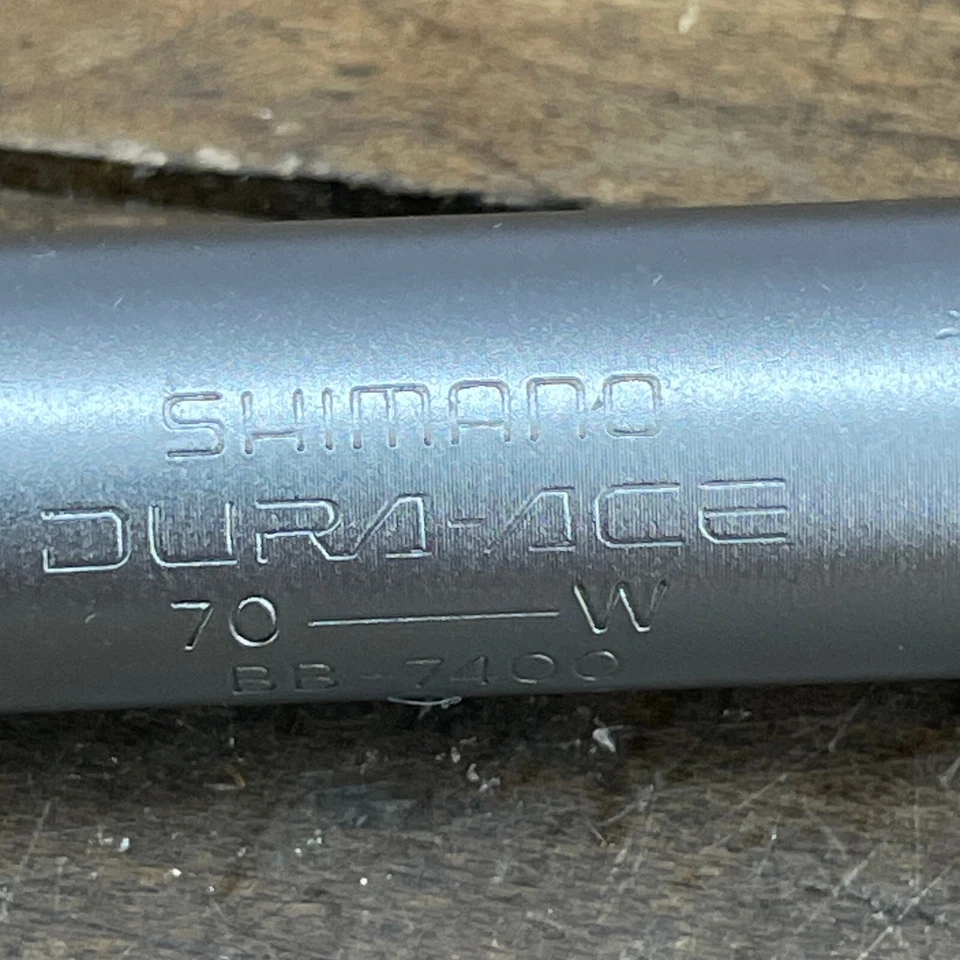 SHIMANO
DURA-ACE
70 — W
BB-7400